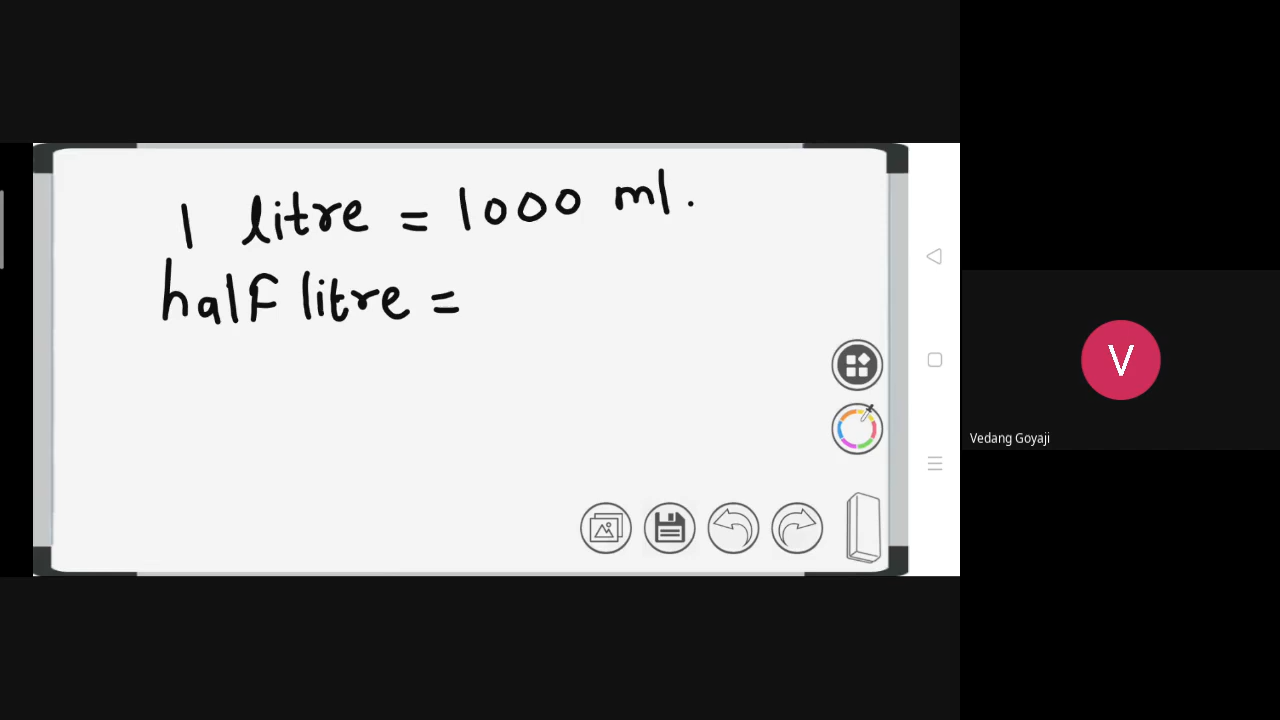 1 litre = 1000 ml.
half litre =
V
Vedang Goyaji